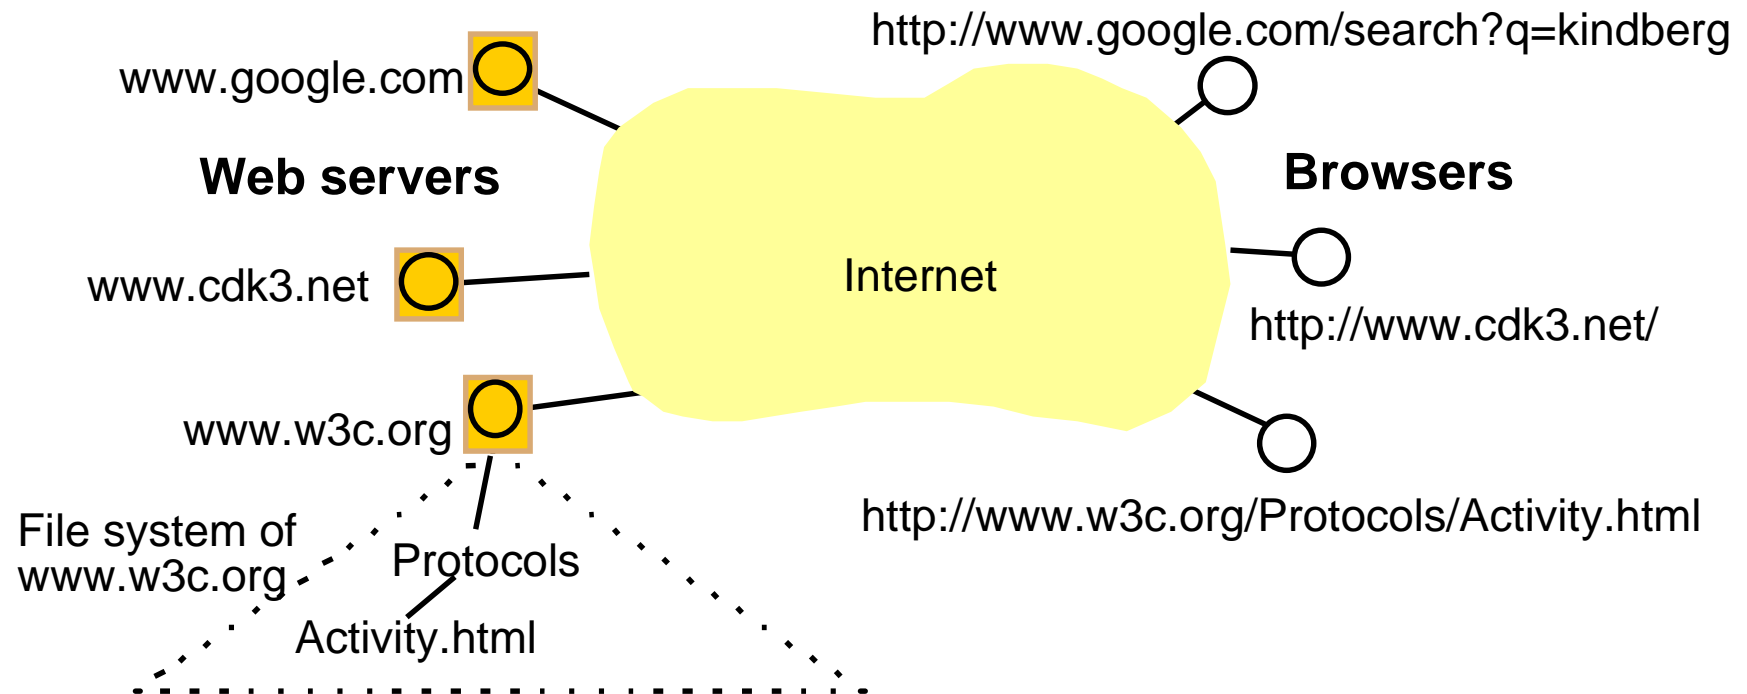 http://www.google.com/search?q=kindberg
www.google.com
Web servers
Browsers
www.cdk3.net
Internet
http://www.cdk3.net/
www.w3c.org
http://www.w3c.org/Protocols/Activity.html
File system of
www.w3c.org
Protocols
Activity.html